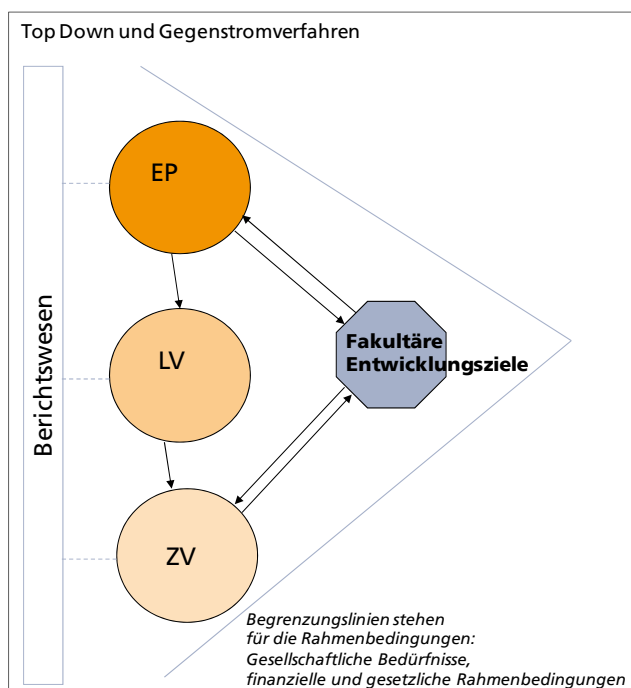 Top Down und Gegenstromverfahren
Berichtswesen
EP
LV
ZV
Fakultäre
Entwicklungsziele
Begrenzungslinien stehen
für die Rahmenbedingungen:
Gesellschaftliche Bedürfnisse,
finanzielle und gesetzliche Rahmenbedingungen